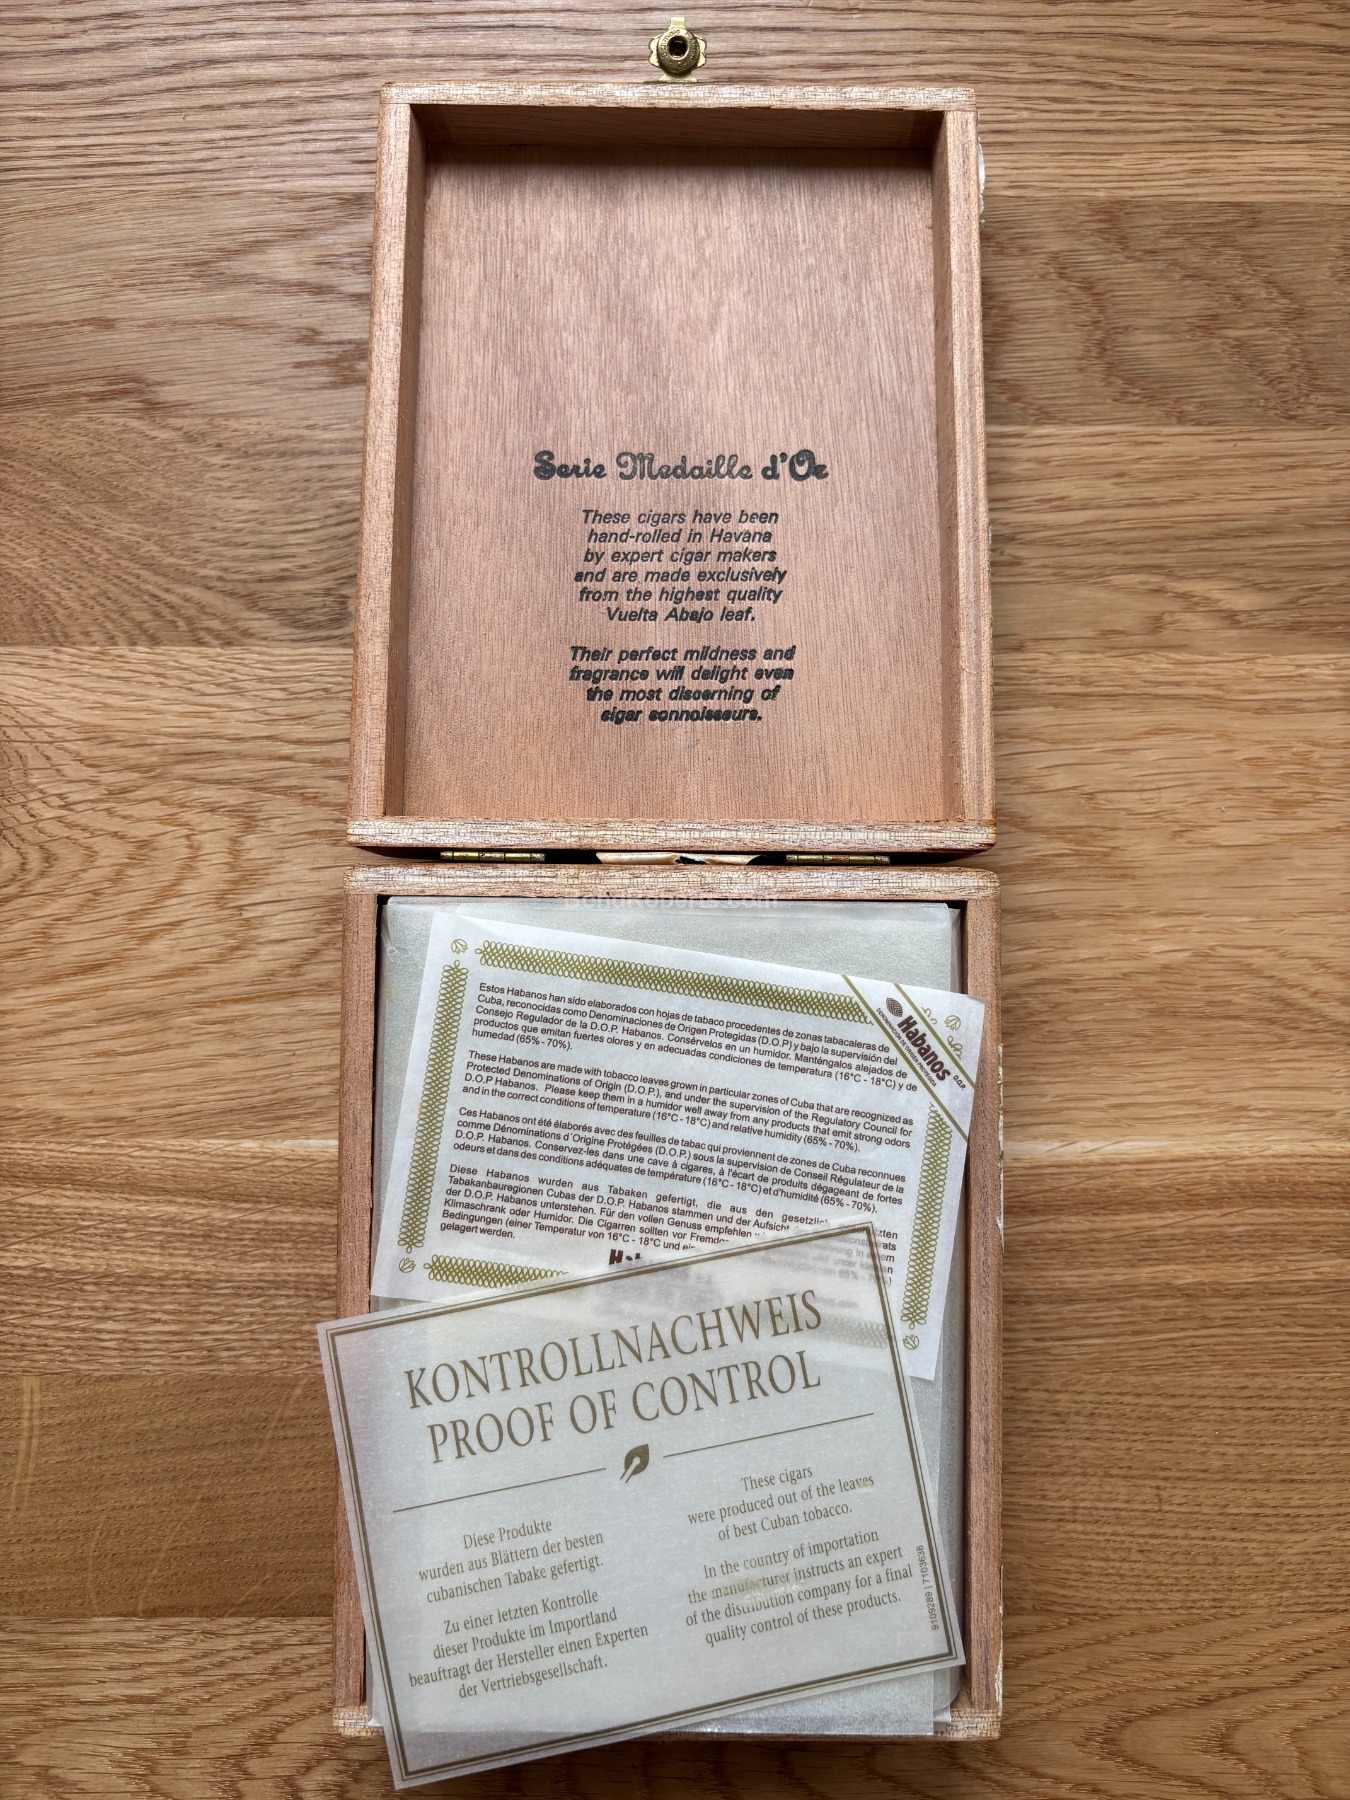 Serie Medaille d'Or
These cigars have been
hand-rolled in Havana
by expert cigar makers
and are made exclusively
from the highest quality
Vuelta Abajo leaf.
Their perfect mildness and
fragrance will delight even
the most discerning of
cigar connoisseurs.
BondRoberts.com
Estos Habanos han sido elaborados con hojas de tabaco procedentes de zonas tabacaleras de
Cuba, reconocidas como Denominaciones de Origen Protegidas (D.O.P) y bajo la supervisión del
Consejo Regulador de la D.O.P. Habanos. Consérvelos en un humidor. Manténgalos alejados de
productos que emitan fuertes olores y en adecuadas condiciones de temperatura (16°C - 18°C) y de
humedad (65% - 70%).
Habanos
DENOMINACIÓN DE ORIGEN PROTEGIDA
D.O.P.
These Habanos are made with tobacco leaves grown in particular zones of Cuba that are recognized as
Protected Denominations of Origin (D.O.P.), and under the supervision of the Regulatory Council for
D.O.P Habanos. Please keep them in a humidor well away from any products that emit strong odors
and in the correct conditions of temperature (16°C - 18°C) and relative humidity (65% - 70%).
Ces Habanos ont été élaborés avec des feuilles de tabac qui proviennent de zones de Cuba reconnues
comme Dénominations d´Origine Protégées (D.O.P.) sous la supervision de Conseil Régulateur de la
D.O.P. Habanos. Conservez-les dans une cave à cigares, à l'écart de produits dégageant de fortes
odeurs et dans des conditions adéquates de température (16°C - 18°C) et d'humidité (65% - 70%).
Diese Habanos wurden aus Tabaken gefertigt, die aus den
Tabakanbauregionen Cubas der D.O.P. Habanos stammen und der Aufsicht
der D.O.P. Habanos unterstehen. Für den vollen Genuss empfehlen
Klimaschrank oder Humidor. Die Cigarren sollten vor
Bedingungen (einer Temperatur von 16°C - 18°C und
gelagert werden.
KONTROLLNACHWEIS
PROOF OF CONTROL
Diese Produkte
wurden aus Blättern der besten
cubanischen Tabake gefertigt.
Zu einer letzten Kontrolle
dieser Produkte im Importland
beauftragt der Hersteller einen Experten
der Vertriebsgesellschaft.
These cigars
were produced out of the leaves
of best Cuban tobacco.
In the country of importation
the manufacturer instructs an expert
of the distribution company for a final
quality control of these products.
9109289 | 7103638